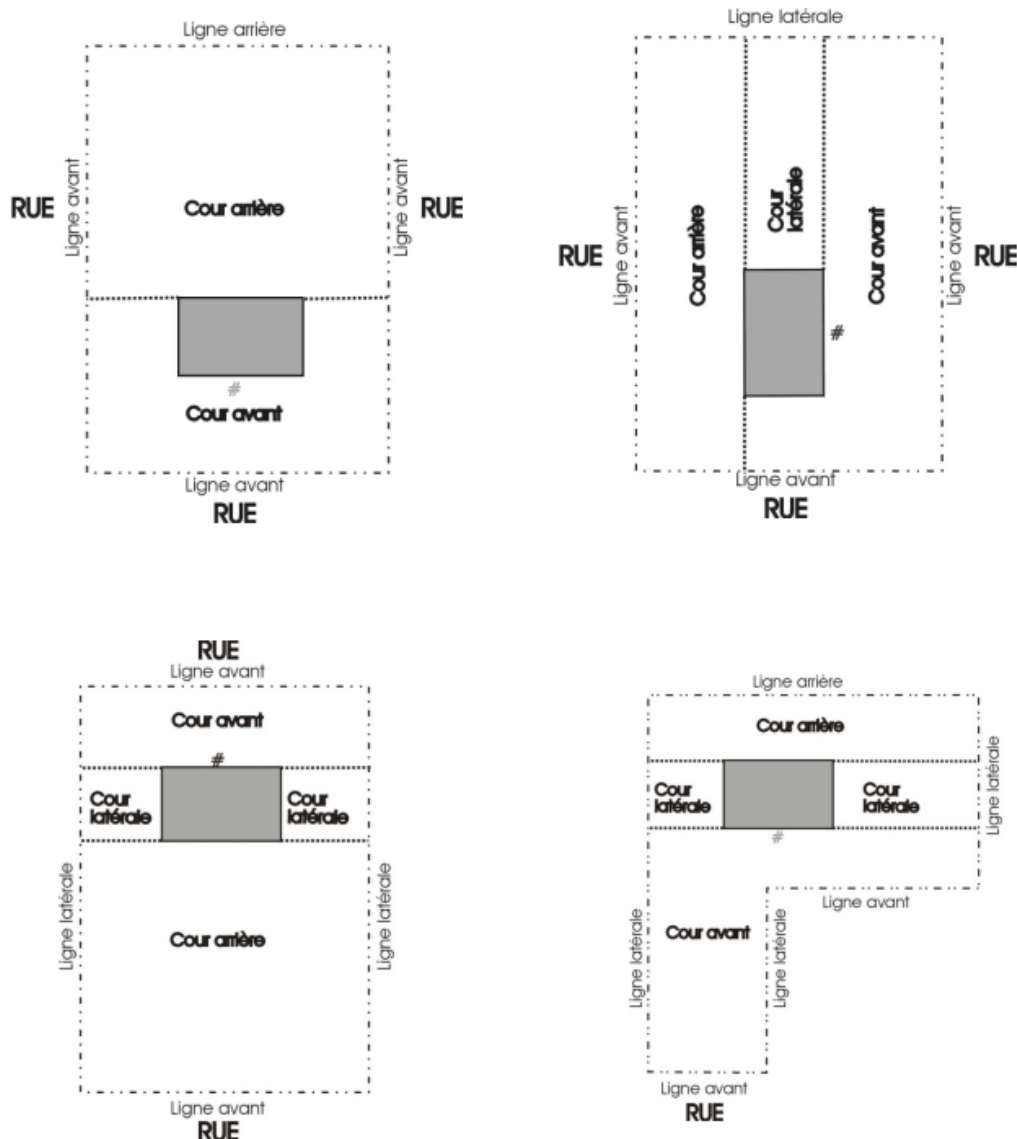 Ligne arrière
RUE
Ligne avant
Cour arrière
Ligne avant
RUE
#
Cour avant
Ligne avant
RUE
Ligne latérale
RUE
Ligne avant
Cour arrière
Cour
latérale
Cour avant
Ligne avant
RUE
#
Ligne avant
RUE
RUE
Ligne avant
Cour avant
#
Cour
latérale
Cour
latérale
Ligne latérale
Cour arrière
Ligne latérale
Ligne avant
RUE
Ligne arrière
Cour arrière
Cour
latérale
Cour
latérale
Ligne latérale
#
Ligne avant
Ligne latérale
Cour avant
Ligne latérale
Ligne avant
RUE